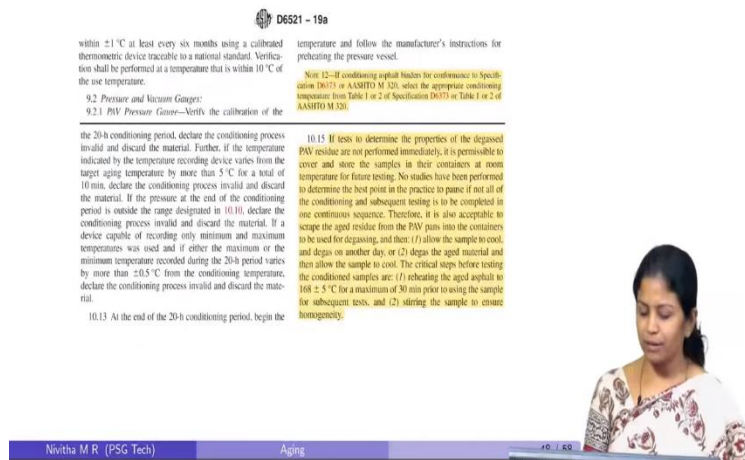 D6521 – 19a
within ±1 °C at least every six months using a calibrated
thermometric device traceable to a national standard. Verifica-
tion shall be performed at a temperature that is within 10 °C of
the use temperature.
9.2 Pressure and Vacuum Gauges:
9.2.1 PAV Pressure Gauge—Verify the calibration of the
temperature and follow the manufacturer's instructions for
preheating the pressure vessel.
NOTE 12—If conditioning asphalt binders for conformance to Specifi-
cation D6373 or AASHTO M 320, select the appropriate conditioning
temperature from Table 1 or 2 of Specification D6373 or Table 1 or 2 of
AASHTO M 320.
the 20-h conditioning period, declare the conditioning process
invalid and discard the material. Further, if the temperature
indicated by the temperature recording device varies from the
target aging temperature by more than 5 °C for a total of
10 min, declare the conditioning process invalid and discard
the material. If the pressure at the end of the conditioning
period is outside the range designated in 10.10, declare the
conditioning process invalid and discard the material. If a
device capable of recording only minimum and maximum
temperatures was used and if either the maximum or the
minimum temperature recorded during the 20-h period varies
by more than ±0.5 °C from the conditioning temperature,
declare the conditioning process invalid and discard the mate-
rial.
10.13 At the end of the 20-h conditioning period, begin the
10.15 If tests to determine the properties of the degassed
PAV residue are not performed immediately, it is permissible to
cover and store the samples in their containers at room
temperature for future testing. No studies have been performed
to determine the best point in the practice to pause if not all of
the conditioning and subsequent testing is to be completed in
one continuous sequence. Therefore, it is also acceptable to
scrape the aged residue from the PAV pans into the containers
to be used for degassing, and then: (1) allow the sample to cool,
and degas on another day, or (2) degas the aged material and
then allow the sample to cool. The critical steps before testing
the conditioned samples are: (1) reheating the aged asphalt to
168 ± 5 °C for a maximum of 30 min prior to using the sample
for subsequent tests, and (2) stirring the sample to ensure
homogeneity.
Nivitha M R (PSG Tech)
Aging